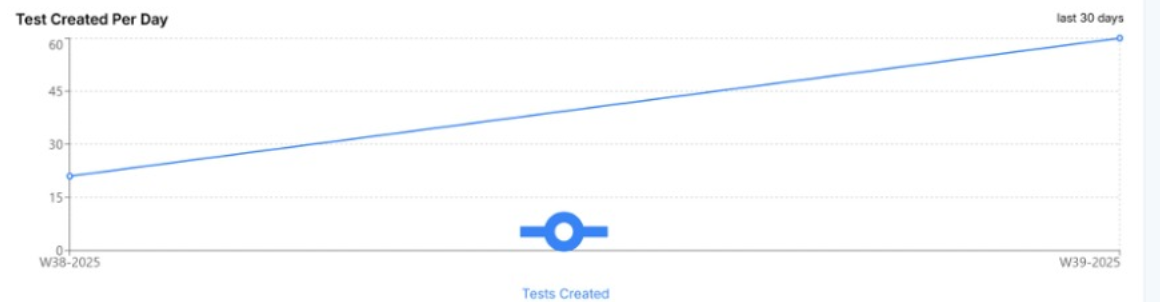 Test Created Per Day
last 30 days
60
45
30
15
0
W38-2025
W39-2025
Tests Created